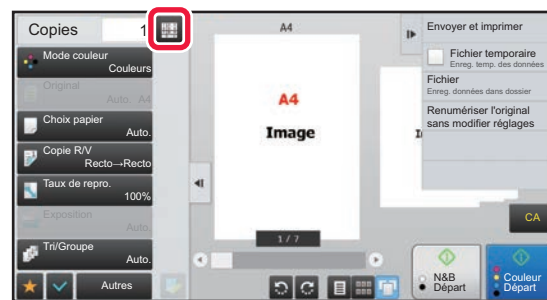 Copies 1
Mode couleur
Couleurs
Original
Auto. A4
Choix papier
Auto.
Copie R/V
Recto→Recto
Taux de repro.
100%
Exposition
Auto.
Tri/Groupe
Auto.
Autres
A4
A4
Image
1 / 7
Envoyer et imprimer
Fichier temporaire
Enreg. temp. des données
Fichier
Enreg. données dans dossier
Renumériser l'original
sans modifier réglages
CA
N&B
Départ
Couleur
Départ